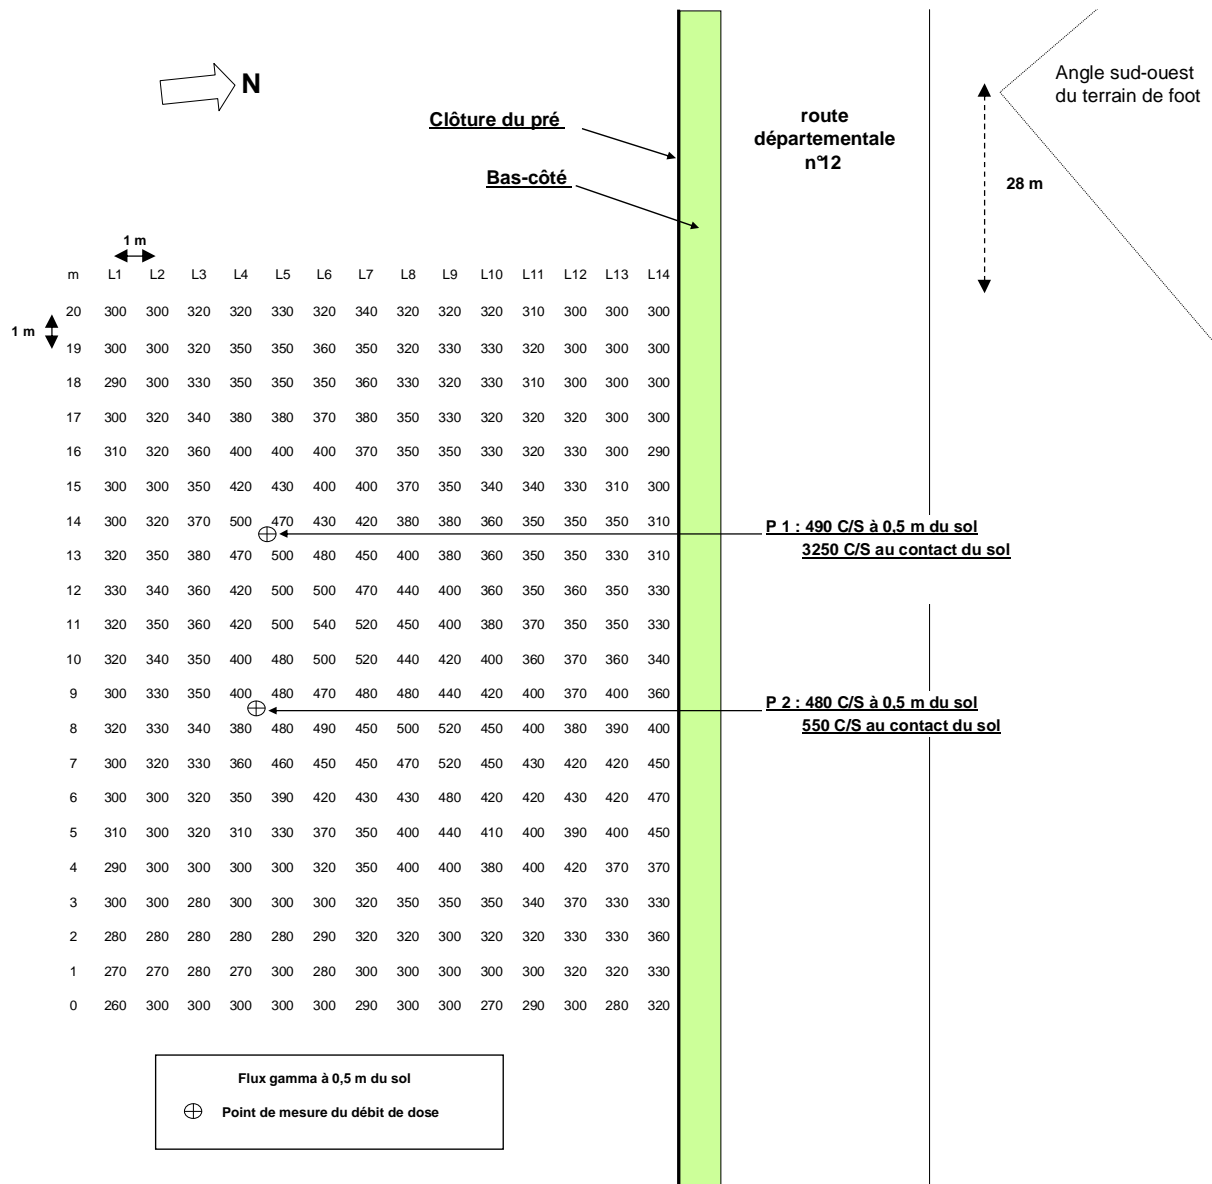 N
Angle sud-ouest
du terrain de foot
Clôture du pré
route
départementale
n°12
Bas-côté
28 m
1 m
m L1 L2 L3 L4 L5 L6 L7 L8 L9 L10 L11 L12 L13 L14
20 300 300 320 320 330 320 340 320 320 320 310 300 300 300
1 m
19 300 300 320 350 350 360 350 320 330 330 320 300 300 300
18 290 300 330 350 350 350 360 330 320 330 310 300 300 300
17 300 320 340 380 380 370 380 350 330 320 320 320 300 300
16 310 320 360 400 400 400 370 350 350 330 320 330 300 290
15 300 300 350 420 430 400 400 370 350 340 340 330 310 300
14 300 320 370 500 470 430 420 380 380 360 350 350 350 310
P 1 : 490 C/S à 0,5 m du sol
3250 C/S au contact du sol
13 320 350 380 470 500 480 450 400 380 360 350 350 330 310
12 330 340 360 420 500 500 470 440 400 360 350 360 350 330
11 320 350 360 420 500 540 520 450 400 380 370 350 350 330
10 320 340 350 400 480 500 520 440 420 400 360 370 360 340
9 300 330 350 400 480 470 480 480 440 420 400 370 400 360
P 2 : 480 C/S à 0,5 m du sol
550 C/S au contact du sol
8 320 330 340 380 480 490 450 500 520 450 400 380 390 400
7 300 320 330 360 460 450 450 470 520 450 430 420 420 450
6 300 300 320 350 390 420 430 430 480 420 420 430 420 470
5 310 300 320 310 330 370 350 400 440 410 400 390 400 450
4 290 300 300 300 300 320 350 400 400 380 400 420 370 370
3 300 300 280 300 300 300 320 350 350 350 340 370 330 330
2 280 280 280 280 280 290 320 320 300 320 320 330 330 360
1 270 270 280 270 300 280 300 300 300 300 300 320 320 330
0 260 300 300 300 300 300 290 300 300 270 290 300 280 320
Flux gamma à 0,5 m du sol
Point de mesure du débit de dose